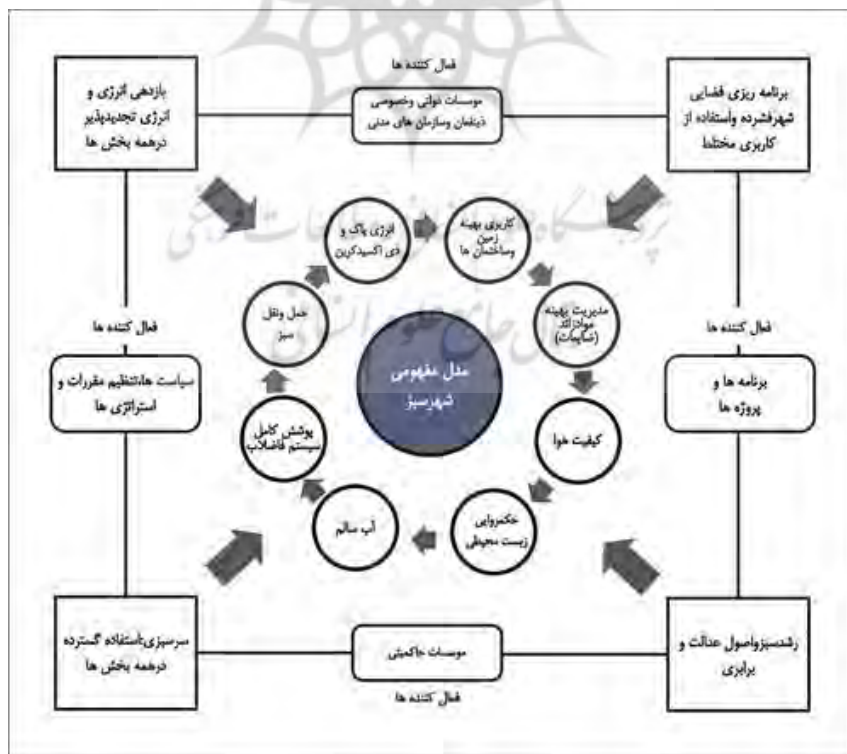 فعال کننده ها
برنامه ریزی فضایی
شهرفشرده واستفاده از
کاربری مختلط
موسسات دولتی وخصوصی
ذینفعان وسازمان های مدنی
بازدهی انرژی و
انرژی تجدیدپذیر
درهمه بخش ها
کاربری بهینه
زمین
وساختمان ها
انرژی پاک و
دی اکسیدکربن
مدیریت بهینه
موادزائد
(ضایعات)
حمل ونقل
سبز
فعال کننده ها
فعال کننده ها
مدل مفهومی
شهرسبز
برنامه ها و
پروژه ها
سیاست ها،تنظیم مقررات و
استراتژی ها
کیفیت هوا
پوشش کامل
سیستم فاضلاب
حکمروایی
زیست محیطی
آب سالم
رشدسبزواصول عدالت و
برابری
موسسات حاکمیتی
سرسبزی:استفاده گسترده
درهمه بخش ها
فعال کننده ها